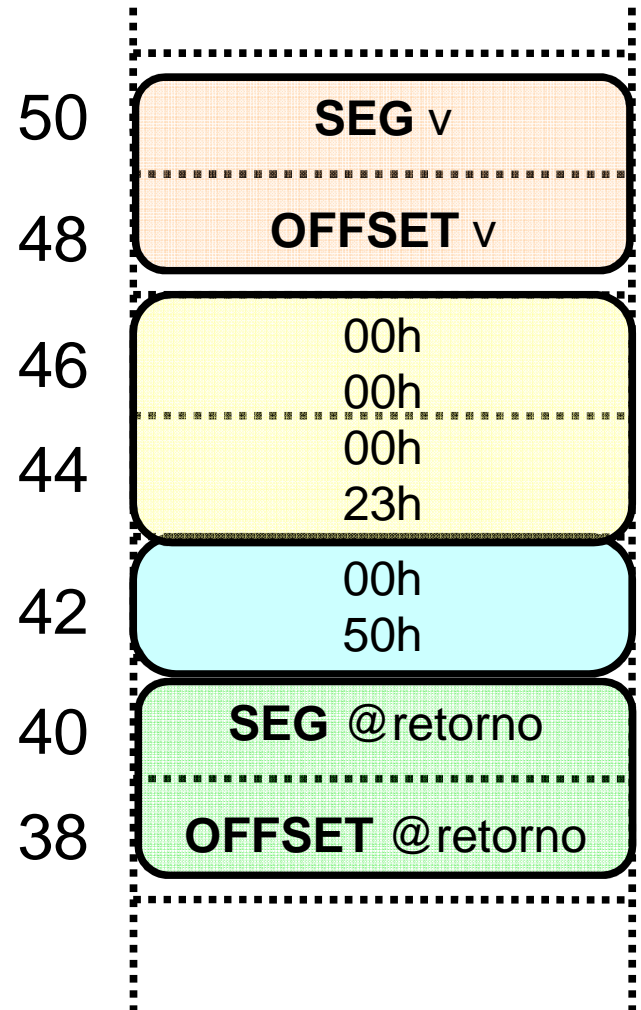 50 SEG v
48 OFFSET v
46 00h
00h
44 00h
23h
42 00h
50h
40 SEG @retorno
38 OFFSET @retorno